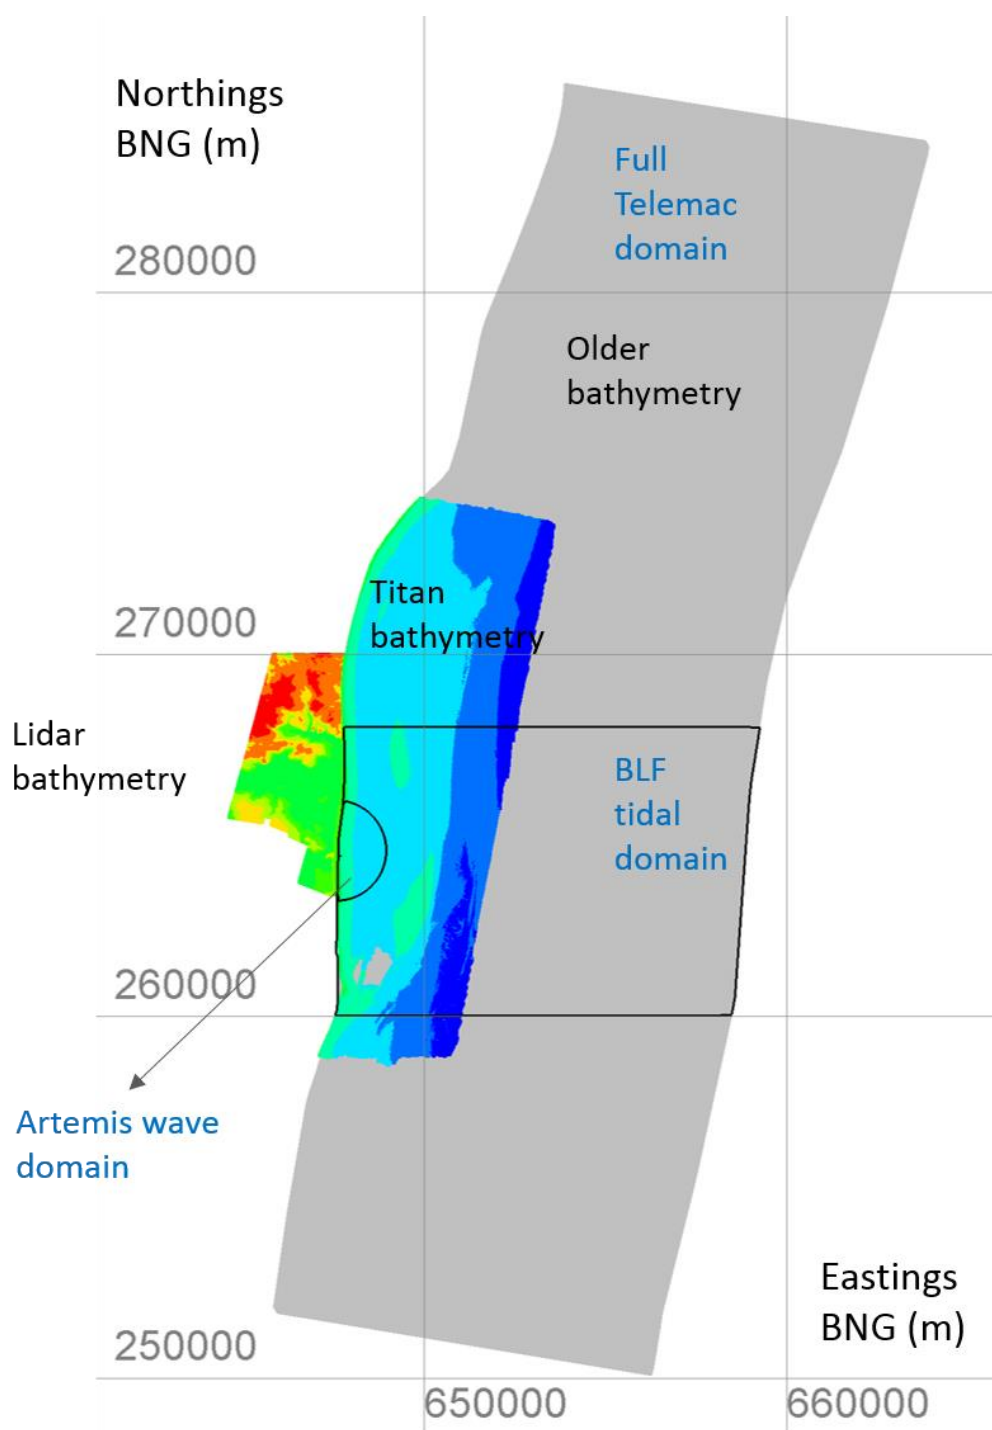 Northings
BNG (m)
Full
Telemac
domain
280000
Older
bathymetry
Titan
bathymetry
270000
Lidar
bathymetry
BLF
tidal
domain
260000
Artemis wave
domain
Eastings
BNG (m)
250000
650000
660000